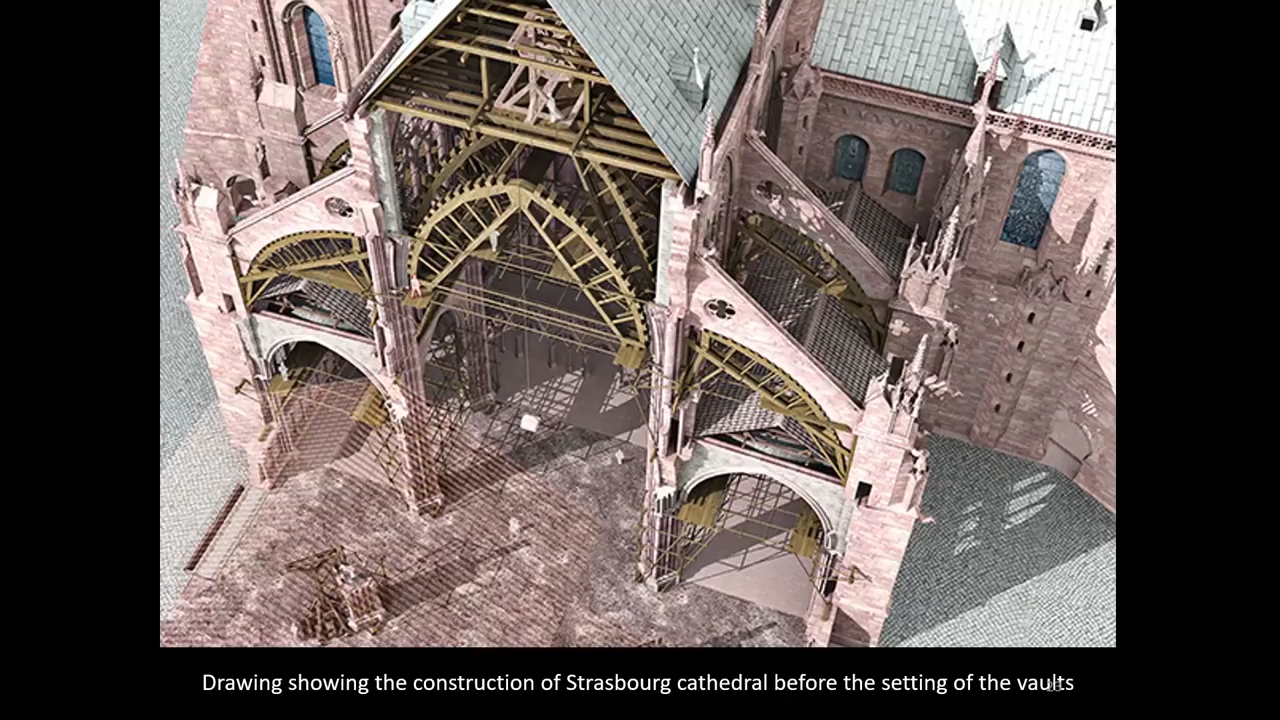 Drawing showing the construction of Strasbourg cathedral before the setting of the vaults